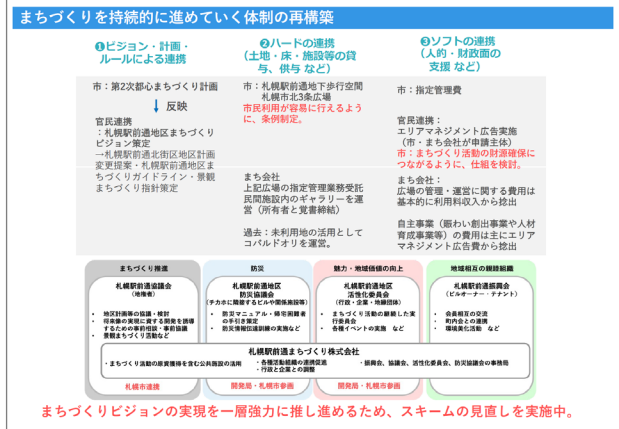 まちづくりを持続的に進めていく体制の再構築
❶ビジョン・計画・
ルールによる連携
市：第2次都心まちづくり計画
↓ 反映
官民連携
：札幌駅前通地区まちづくり
ビジョン策定
→札幌駅前通北街区地区計画
変更提案・札幌駅前通地区ま
ちづくりガイドライン・景観
まちづくり指針策定
❷ハードの連携
（土地・床・施設等の貸
与、供与 など）
市：札幌駅前通地下歩行空間
札幌市北3条広場
市民利用が容易に行えるよう
に、条例制定。
まち会社
上記広場の指定管理業務受託
民間施設内のギャラリーを運
営（所有者と覚書締結）
過去：未利用地の活用として
コバルドオリを運営。
❸ソフトの連携
（人的・財政面の
支援 など）
市：指定管理費
官民連携：
エリアマネジメント広告実施
（市・まち会社が申請主体）
市：まちづくり活動の財源確保に
つながるように、仕組を検討。
まち会社：
広場の管理・運営に関する費用は
基本的に利用料収入から捻出
自主事業（賑わい創出事業や人材
育成事業等）の費用は主にエリア
マネジメント広告費から捻出
まちづくり推進
札幌駅前通協議会
（地権者）
• 地区計画等の協議・検討
• 将来像の実現に資する開発を誘導
するための事前相談・事前協議
• 景観まちづくり活動など
札幌市連携
防災
札幌駅前通地区
防災協議会
（チカホに隣接するビルや関係施設等）
• 防災マニュアル・帰宅困難者
の手引き策定
• 防災情報伝達訓練の実施など
開発局・札幌市参画
魅力・地域価値の向上
札幌駅前通地区
活性化委員会
（行政・企業・地縁団体）
• まちづくり活動の継続した実
行委員会
• 各種イベントの実施 など
開発局・札幌市参画
地域相互の親睦組織
札幌駅前通振興会
（ビルオーナー・テナント）
• 会員相互の交流
• 町内会との連携
• 環境美化活動 など
札幌駅前通まちづくり株式会社
・まちづくり活動の原資獲得を含む公共施設の活用
・各種活動組織の連携促進
・行政と企業との調整
・振興会、協議会、活性化委員会、防災協議会の事務局
まちづくりビジョンの実現を一層強力に推し進めるため、スキームの見直しを実施中。